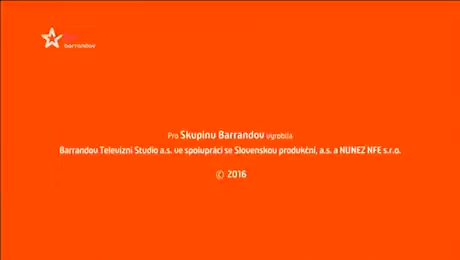 barrandov
Pro Skupinu Barrandov vyrobila
Barrandov Televizní Studio a.s. ve spolupráci se Slovenskou produkční, a.s. a NUNEZ NFE s.r.o.
© 2016